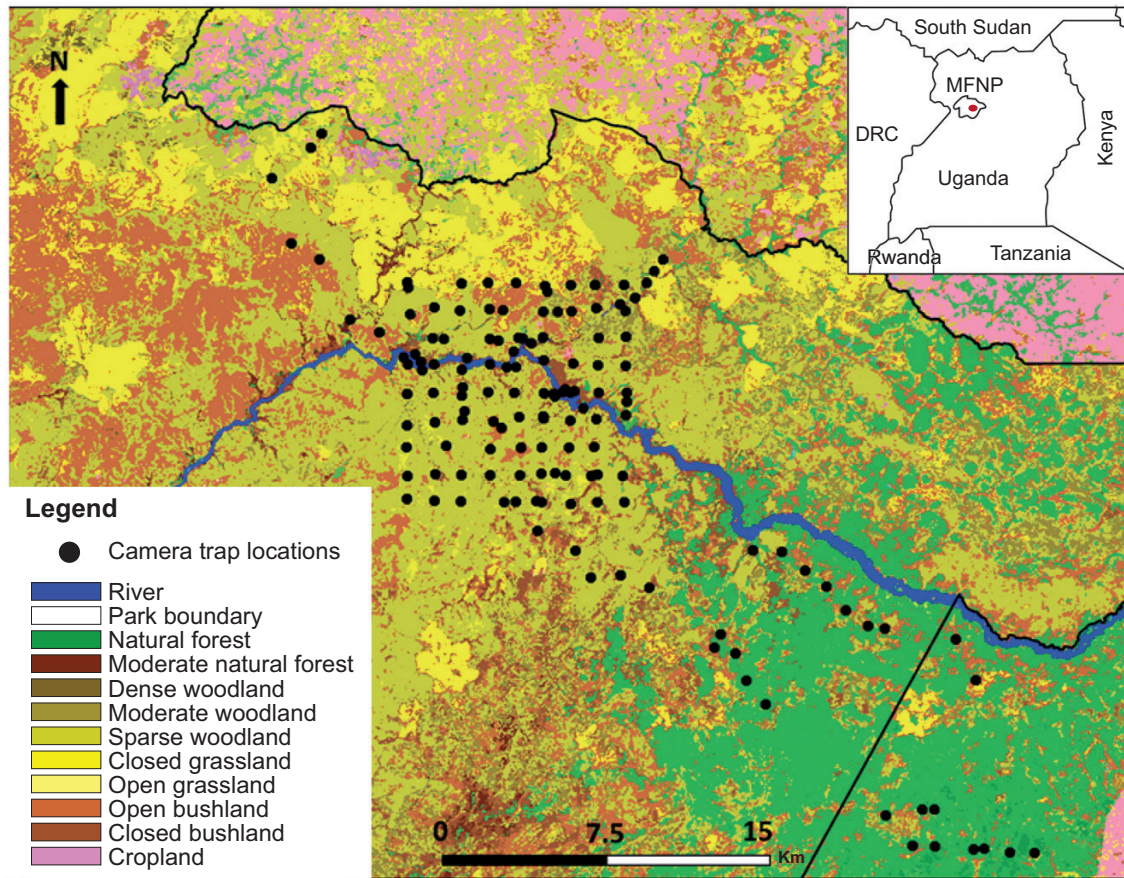 N
South Sudan
MFNP
DRC
Kenya
Uganda
Rwanda
Tanzania
Legend
Camera trap locations
River
Park boundary
Natural forest
Moderate natural forest
Dense woodland
Moderate woodland
Sparse woodland
Closed grassland
Open grassland
Open bushland
Closed bushland
Cropland
0 7.5 15
Km